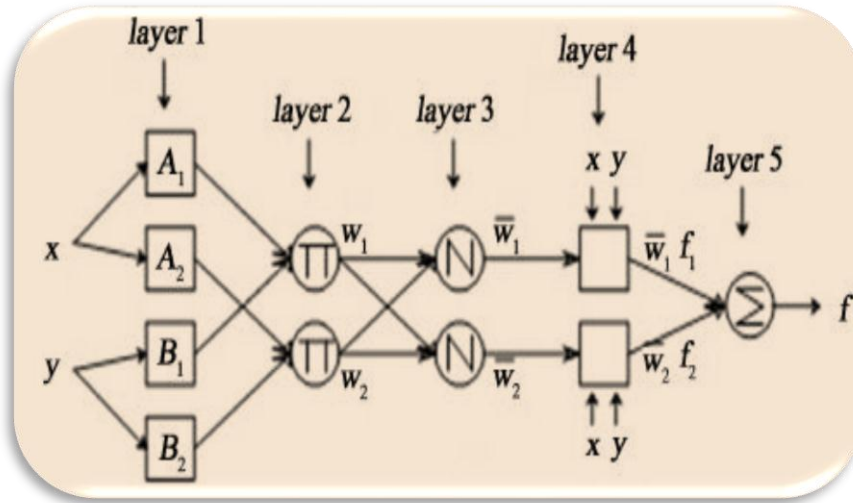 layer 1
layer 2
layer 3
layer 4
layer 5
x y
A₁
A₂
B₁
B₂
x
y
Π
Π
w₁
w₂
N
N
w̅₁
w̅₂
w̅₁ f₁
w̅₂ f₂
x y
Σ
f